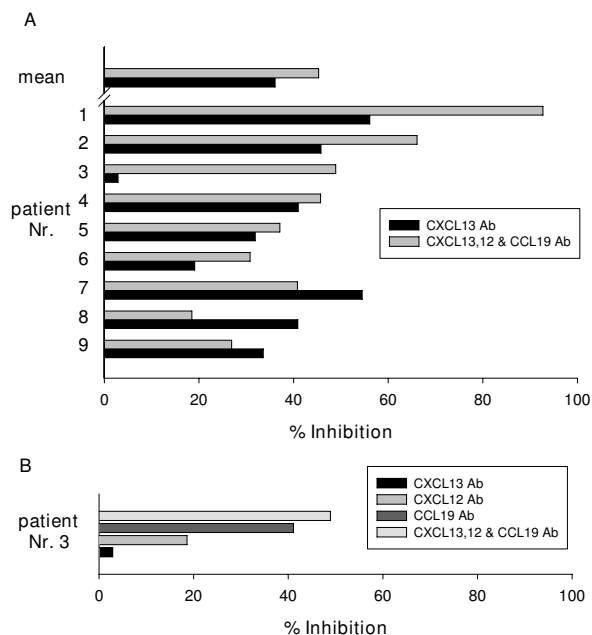 A
mean
1
2
3
4
patient
Nr.
5
6
7
8
9
CXCL13 Ab
CXCL13,12 & CCL19 Ab
0 20 40 60 80 100
% Inhibition
B
patient
Nr. 3
CXCL13 Ab
CXCL12 Ab
CCL19 Ab
CXCL13,12 & CCL19 Ab
0 20 40 60 80 100
% Inhibition